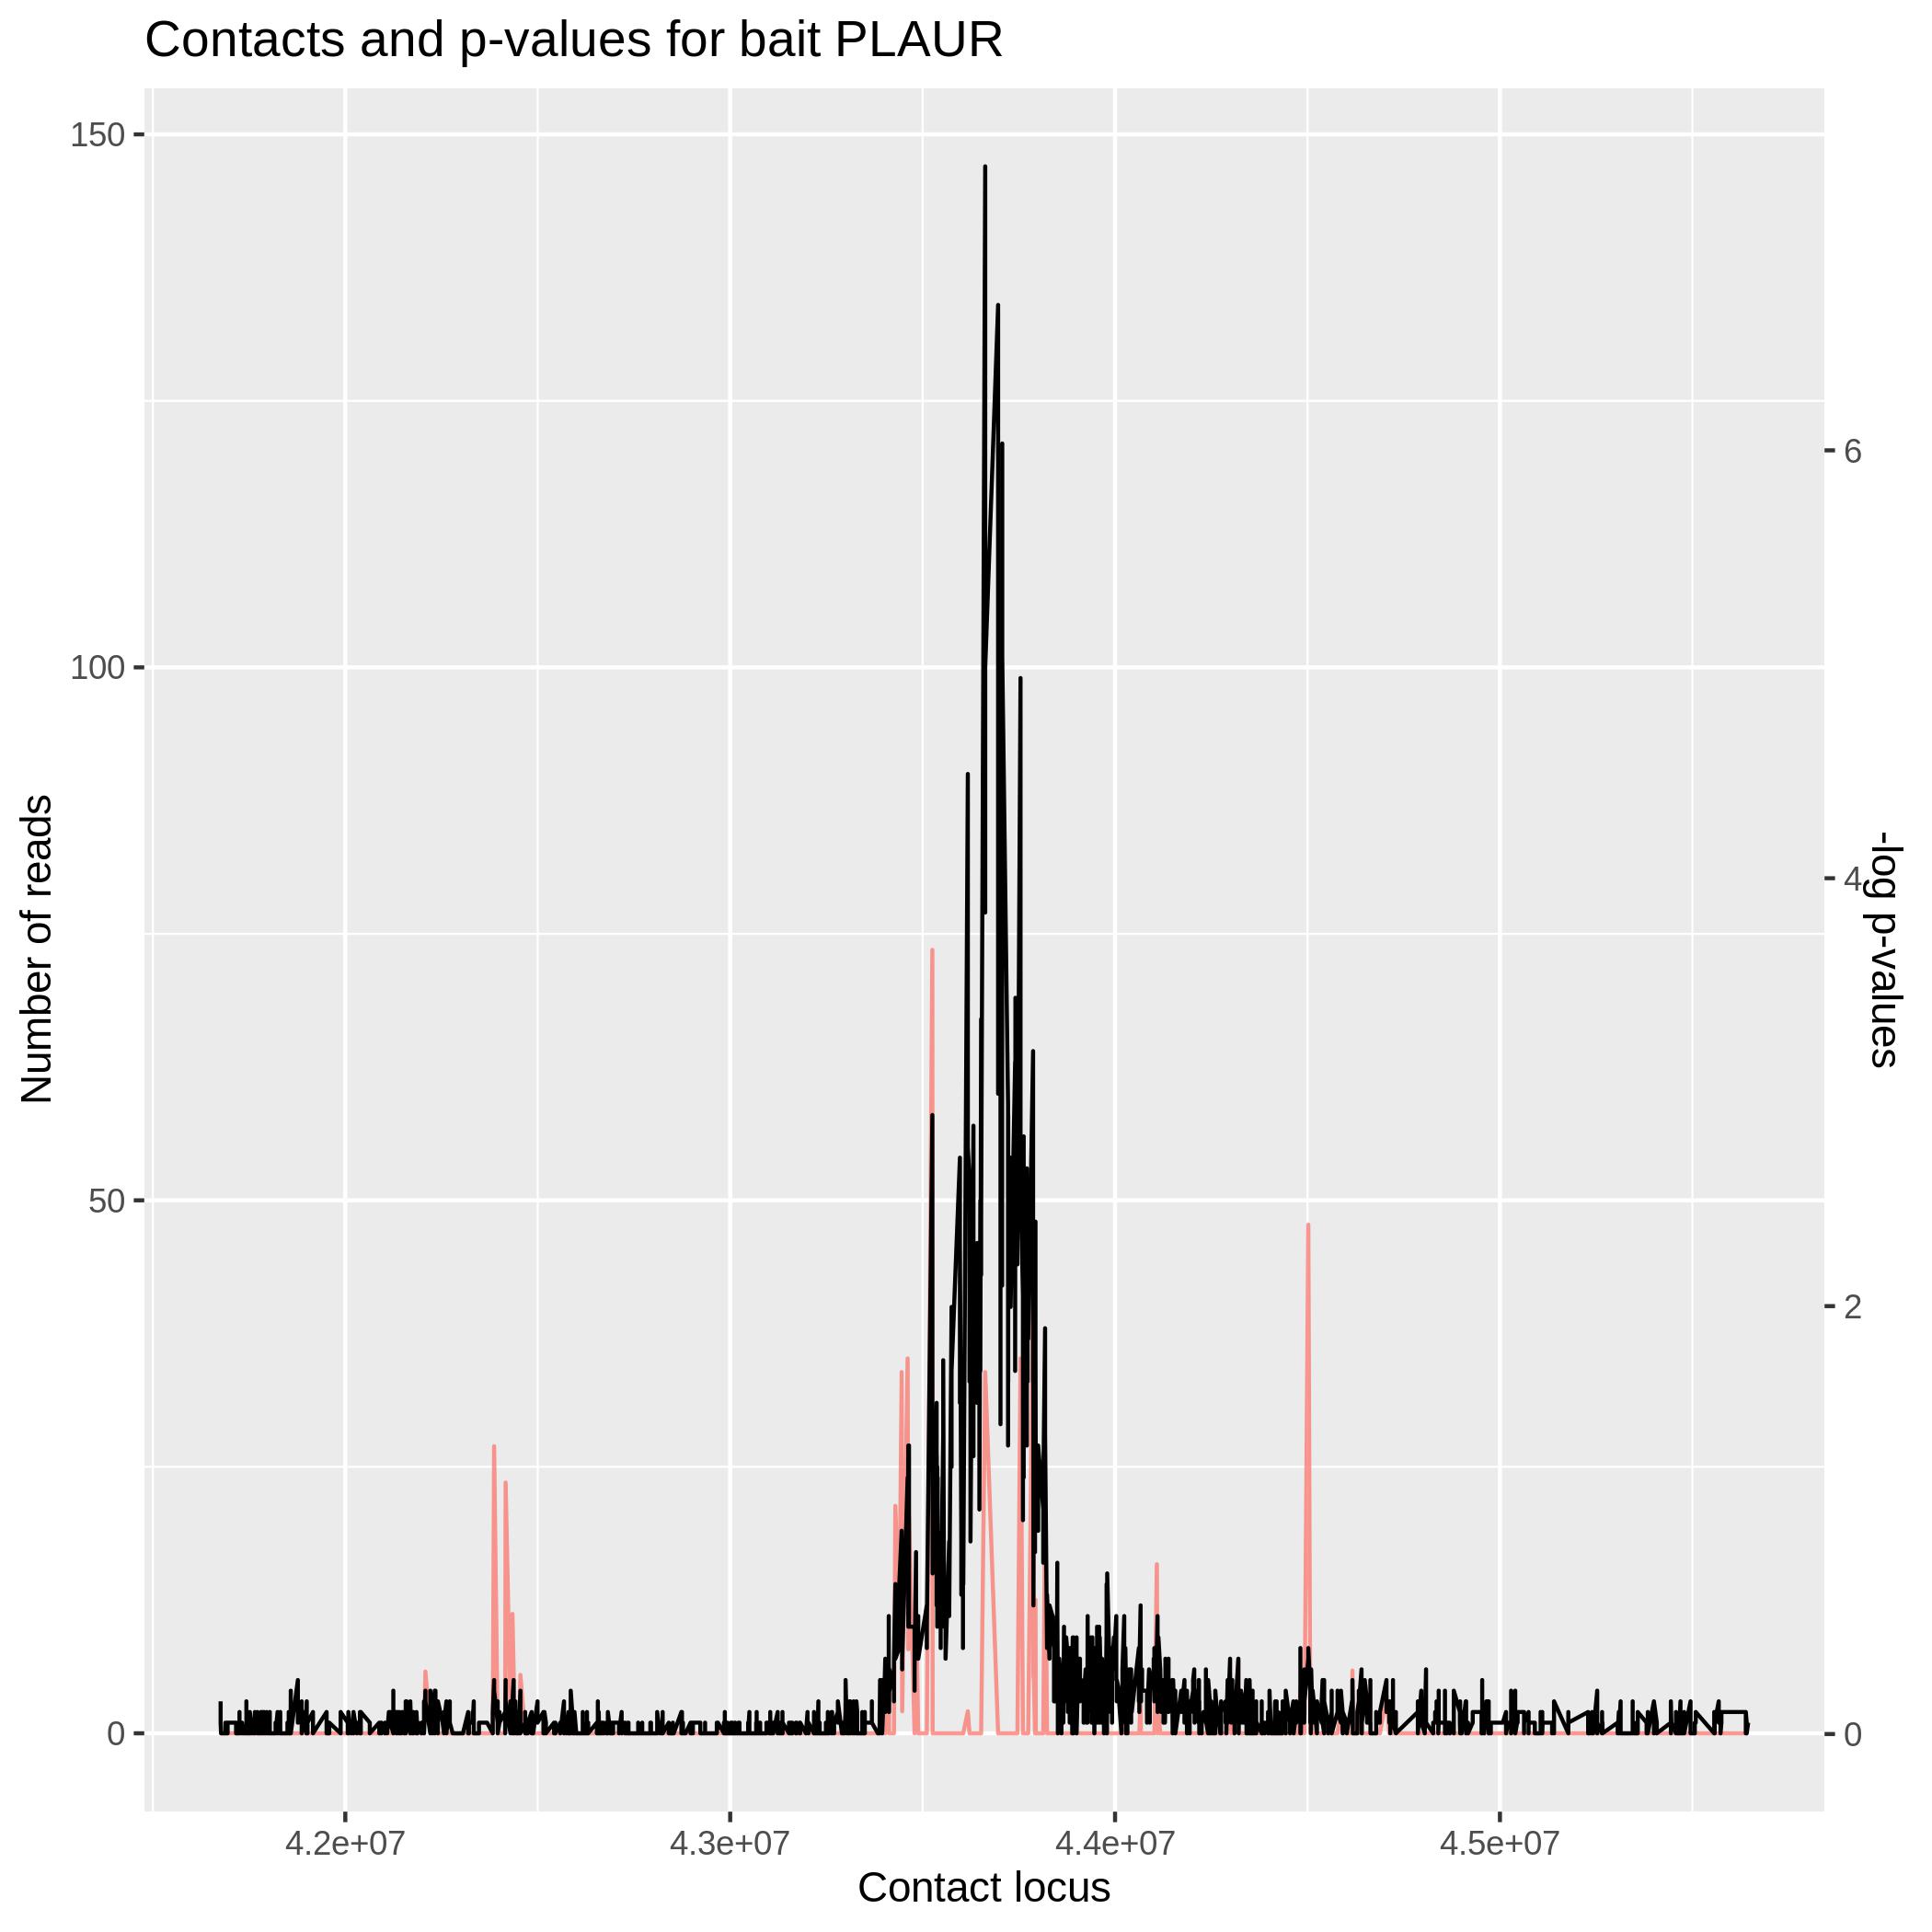 Contacts and p-values for bait PLAUR
150
100
50
0
Number of reads
6
4
2
0
-log p-values
4.2e+07 4.3e+07 4.4e+07 4.5e+07
Contact locus